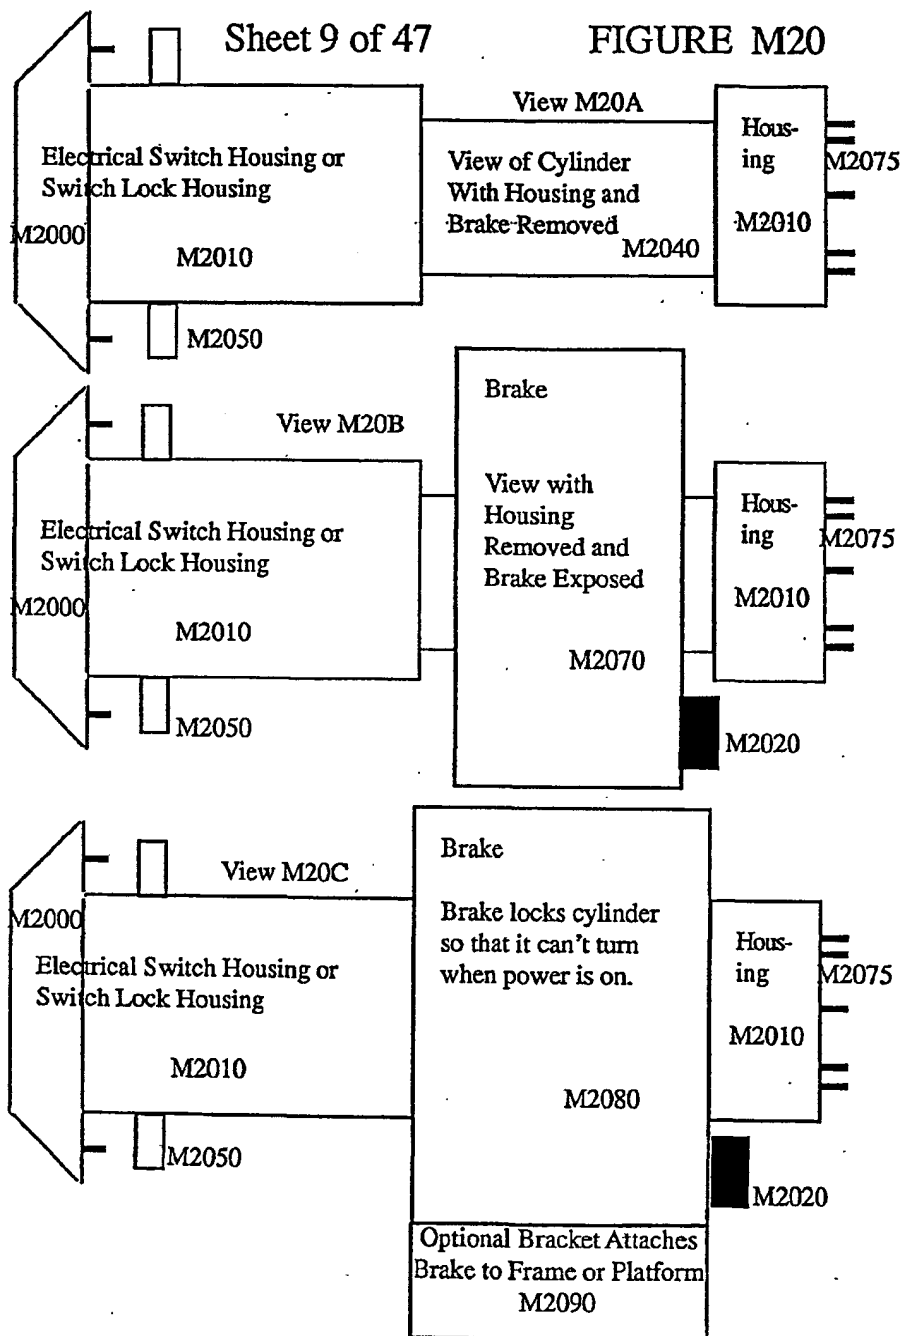 Sheet 9 of 47
FIGURE M20
View M20A
Electrical Switch Housing or
Switch Lock Housing
M2000
M2010
View of Cylinder
With Housing and
Brake Removed
M2040
Hous-
ing
M2010
M2075
M2050
View M20B
Electrical Switch Housing or
Switch Lock Housing
M2000
M2010
Brake
View with
Housing
Removed and
Brake Exposed
M2070
Hous-
ing
M2010
M2075
M2050
M2020
View M20C
M2000
Electrical Switch Housing or
Switch Lock Housing
M2010
Brake
Brake locks cylinder
so that it can't turn
when power is on.
M2080
Hous-
ing
M2010
M2075
M2050
M2020
Optional Bracket Attaches
Brake to Frame or Platform
M2090